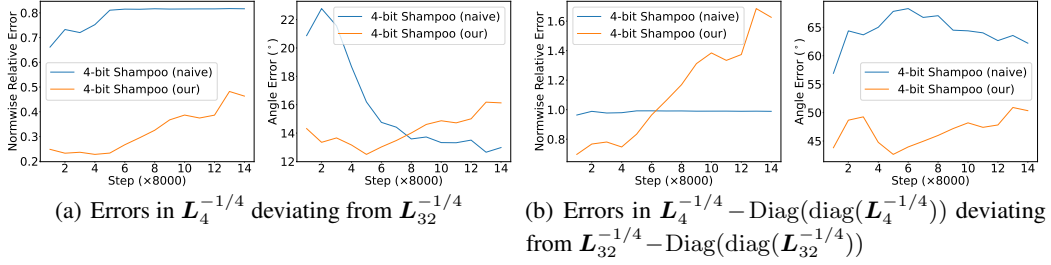 0.8
0.7
0.6
0.5
0.4
0.3
0.2
Normwise Relative Error
4-bit Shampoo (naive)
4-bit Shampoo (our)
2 4 6 8 10 12 14
Step (×8000)
22
20
18
16
14
12
Angle Error (°)
4-bit Shampoo (naive)
4-bit Shampoo (our)
2 4 6 8 10 12 14
Step (×8000)
1.6
1.4
1.2
1.0
0.8
Normwise Relative Error
4-bit Shampoo (naive)
4-bit Shampoo (our)
2 4 6 8 10 12 14
Step (×8000)
65
60
55
50
45
Angle Error (°)
4-bit Shampoo (naive)
4-bit Shampoo (our)
2 4 6 8 10 12 14
Step (×8000)
(a) Errors in L_4^{-1/4} deviating from L_{32}^{-1/4}
(b) Errors in L_4^{-1/4} − Diag(diag(L_4^{-1/4})) deviating
from L_{32}^{-1/4} − Diag(diag(L_{32}^{-1/4}))